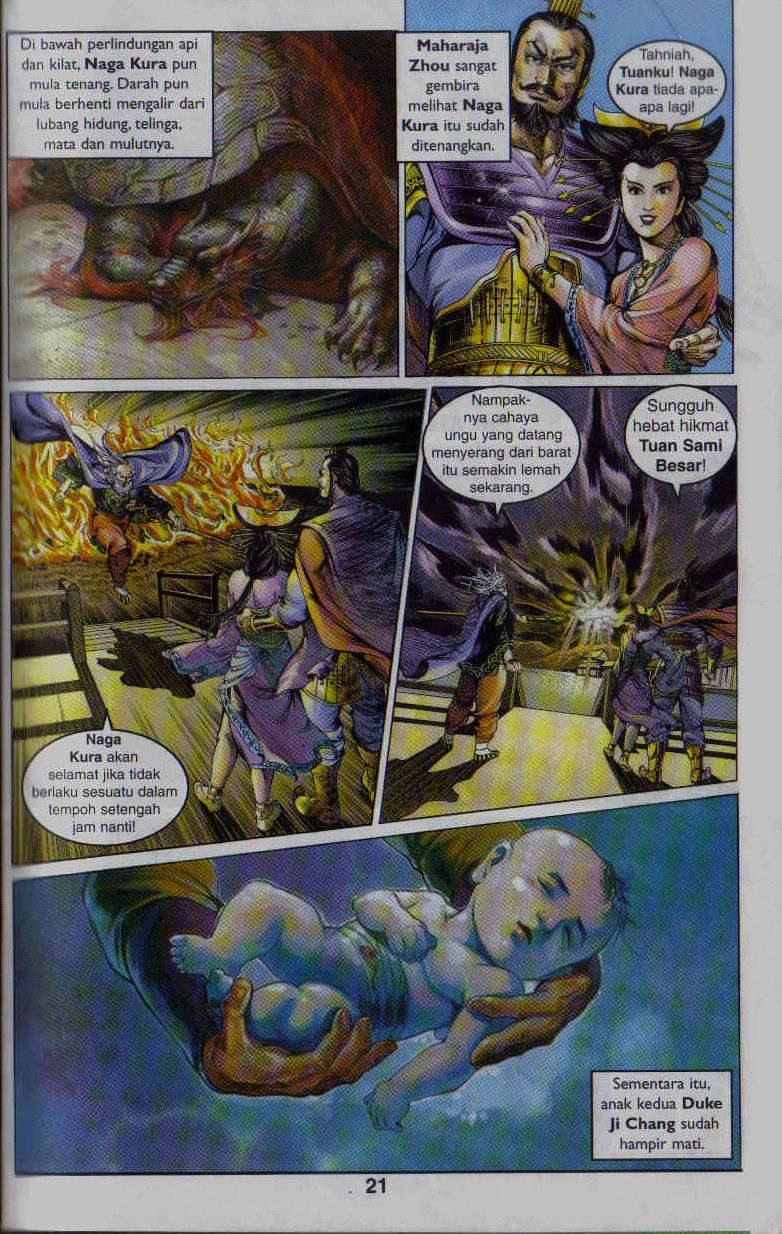 Di bawah perlindungan api
dan kilat, Naga Kura pun
mula tenang. Darah pun
mula berhenti mengalir dari
lubang hidung, telinga,
mata dan mulutnya.
Maharaja
Zhou sangat
gembira
melihat Naga
Kura itu sudah
ditenangkan.
Tahniah,
Tuanku! Naga
Kura tiada apa-
apa lagi!
Naga
Kura akan
selamat jika tidak
berlaku sesuatu dalam
tempoh setengah
jam nanti!
Nampak-
nya cahaya
ungu yang datang
menyerang dari barat
itu semakin lemah
sekarang.
Sungguh
hebat hikmat
Tuan Sami
Besar!
Sementara itu,
anak kedua Duke
Ji Chang sudah
hampir mati.
21